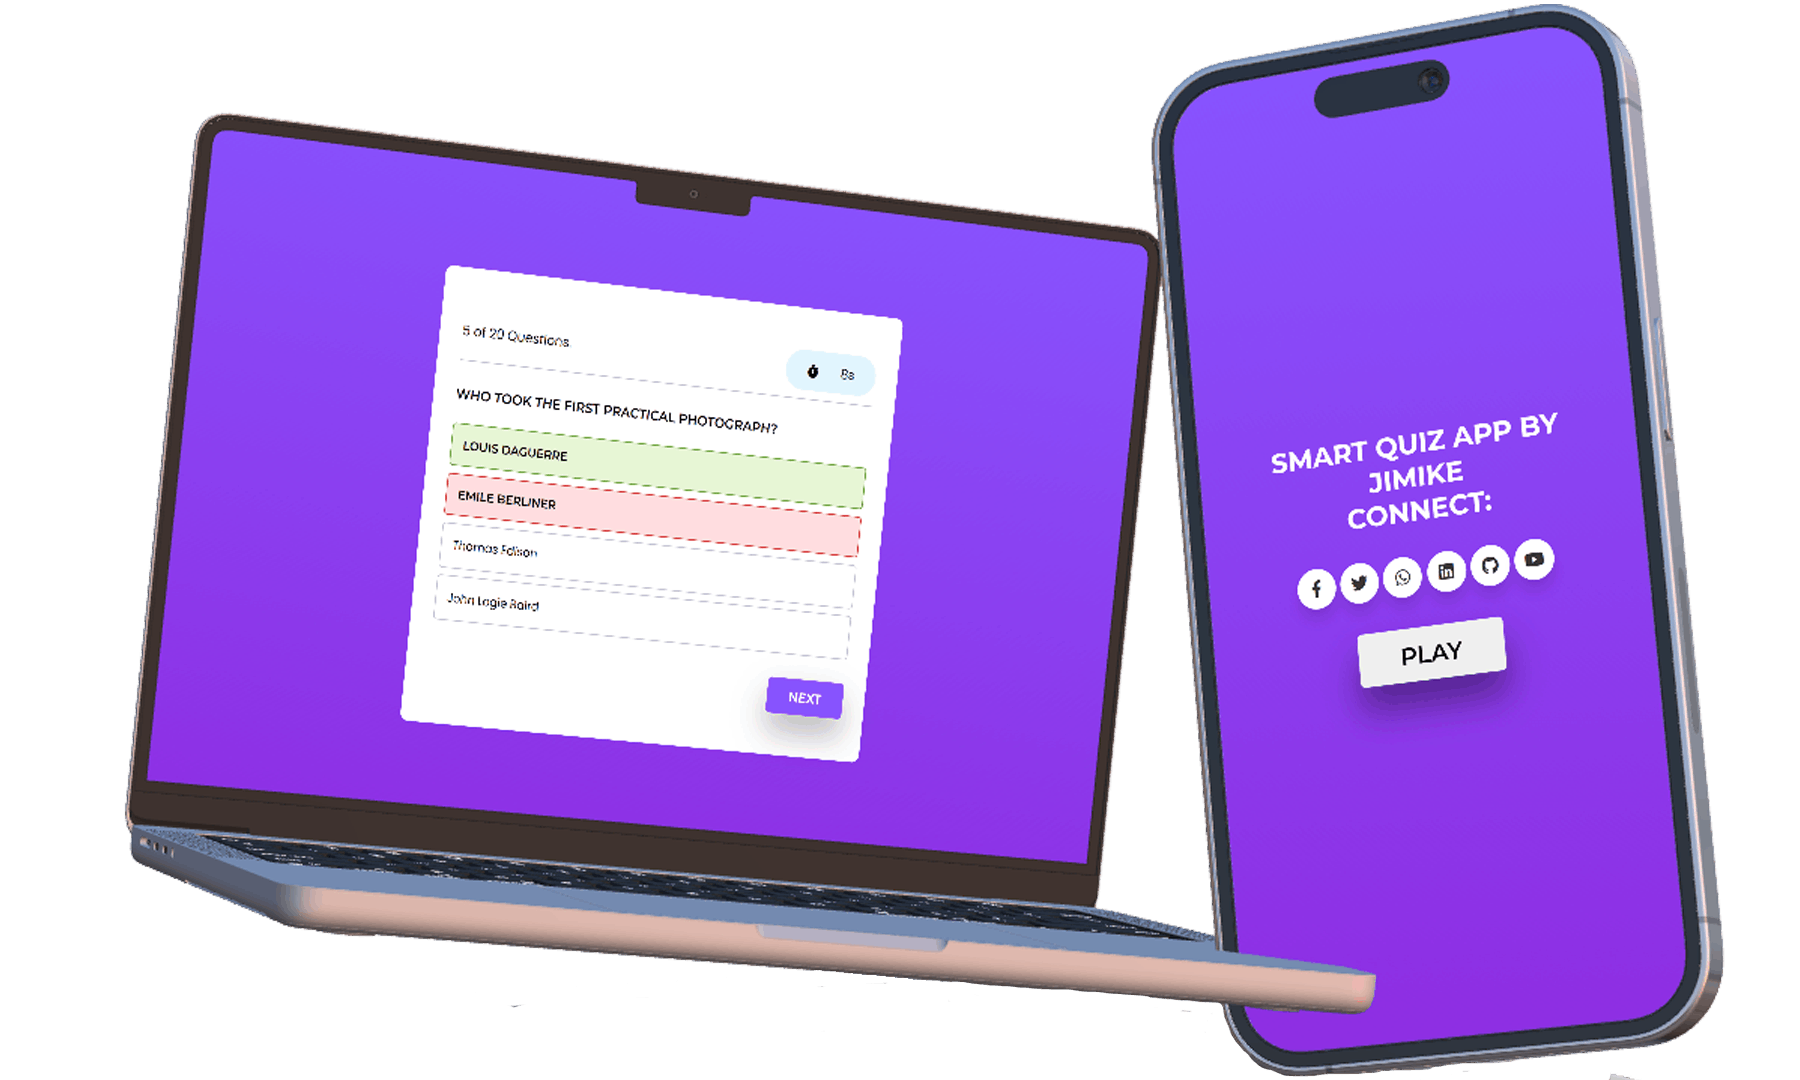 5 of 20 Questions
8s
WHO TOOK THE FIRST PRACTICAL PHOTOGRAPH?
LOUIS DAGUERRE
EMILE BERLINER
Thomas Edison
John Logie Baird
NEXT
SMART QUIZ APP BY
JIMIKE
CONNECT:
PLAY